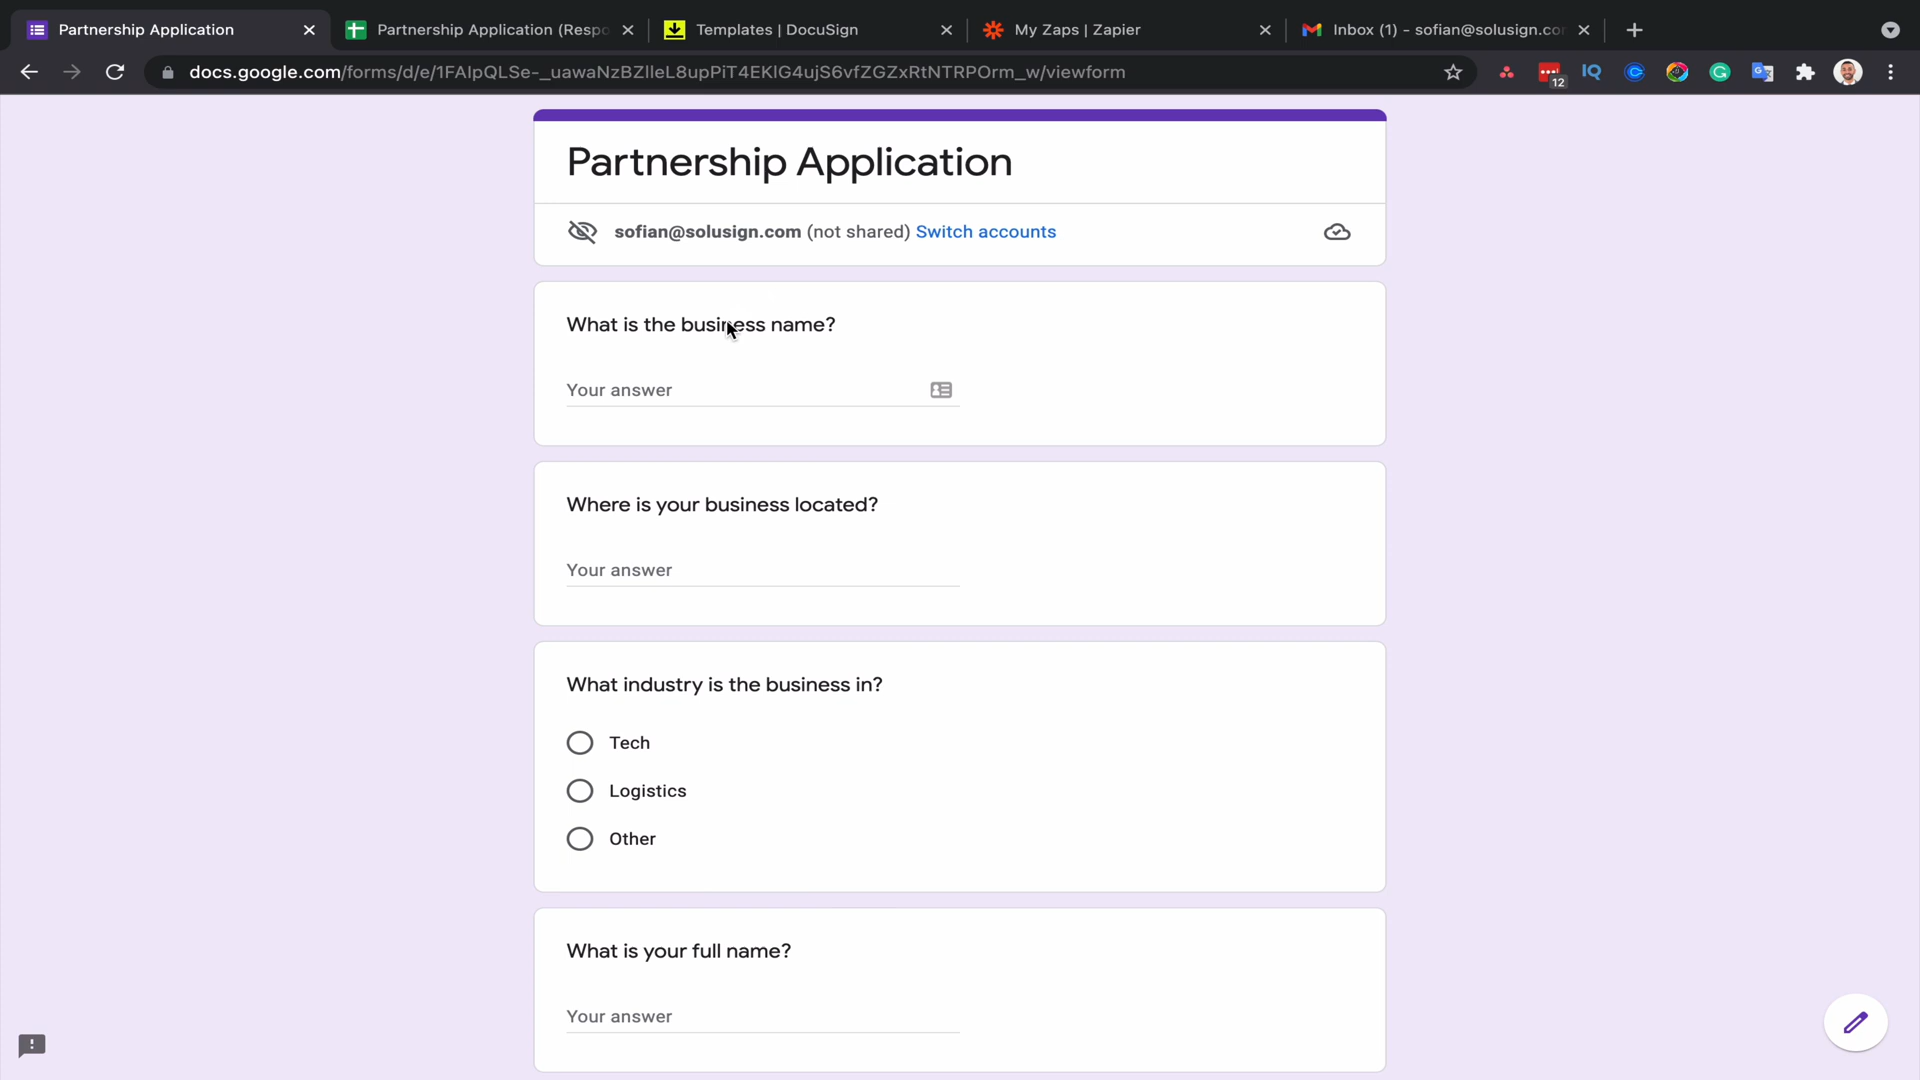 Partnership Application
Partnership Application (Respo
Templates | DocuSign
My Zaps | Zapier
Inbox (1) - sofian@solusign.co
docs.google.com/forms/d/e/1FAIpQLSe-_uawaNzBZlleL8upPiT4EKlG4ujS6vfZGZxRtNTRPOrm_w/viewform
12
IQ
Partnership Application
sofian@solusign.com (not shared) Switch accounts
What is the business name?
Your answer
Where is your business located?
Your answer
What industry is the business in?
Tech
Logistics
Other
What is your full name?
Your answer